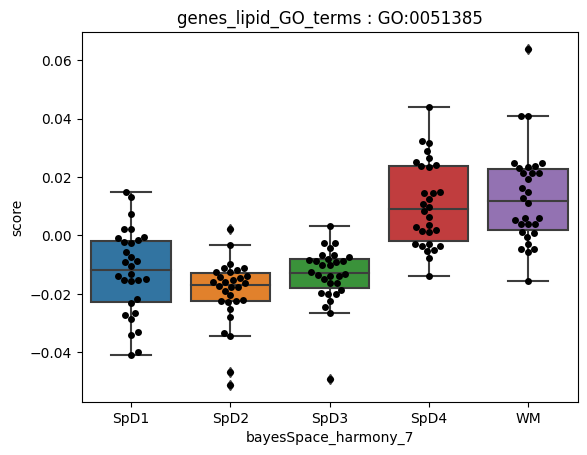 genes_lipid_GO_terms : GO:0051385
0.06
0.04
0.02
0.00
−0.02
−0.04
score
SpD1 SpD2 SpD3 SpD4 WM
bayesSpace_harmony_7